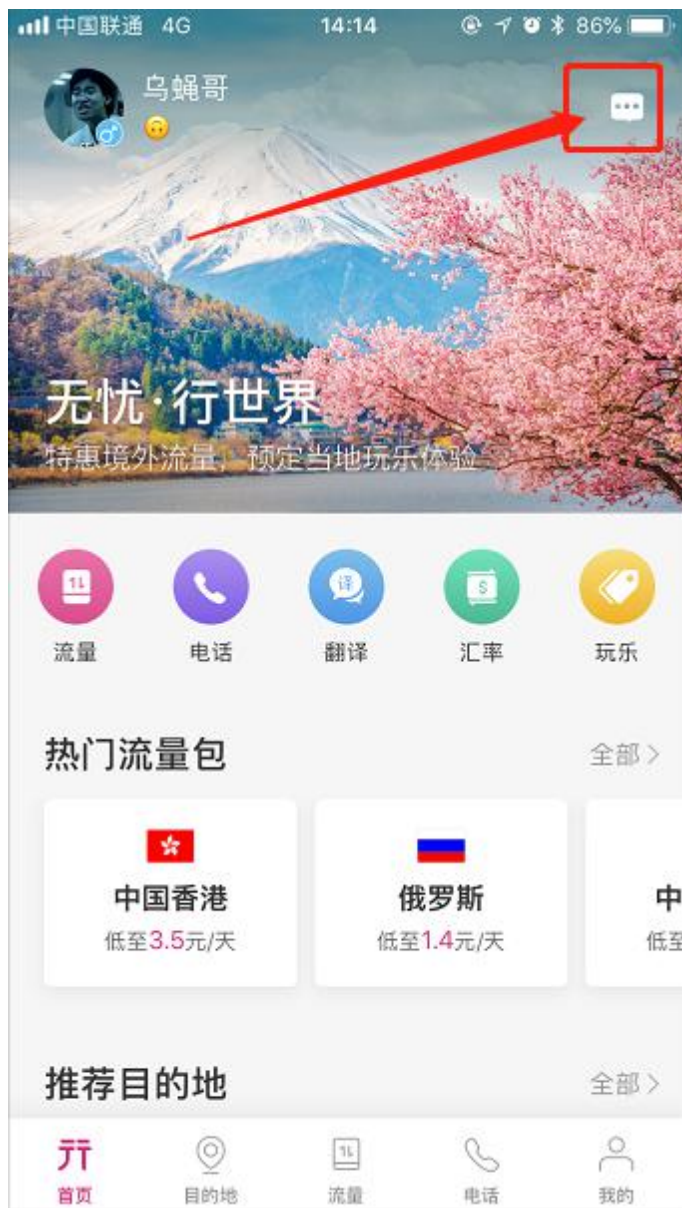 中国联通 4G 14:14 86%
乌蝇哥
无忧·行世界
特惠境外流量，预定当地玩乐体验
译 $
流量 电话 翻译 汇率 玩乐
热门流量包 全部>
中国香港 俄罗斯 中
低至3.5元/天 低至1.4元/天 低至
推荐目的地 全部>
首页 目的地 流量 电话 我的